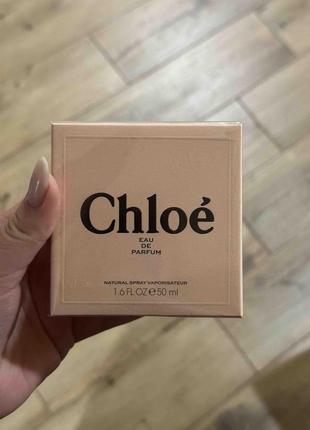 Chloé
EAU
DE
PARFUM
NATURAL SPRAY VAPORISATEUR
1.6 FL OZ e 50 ml